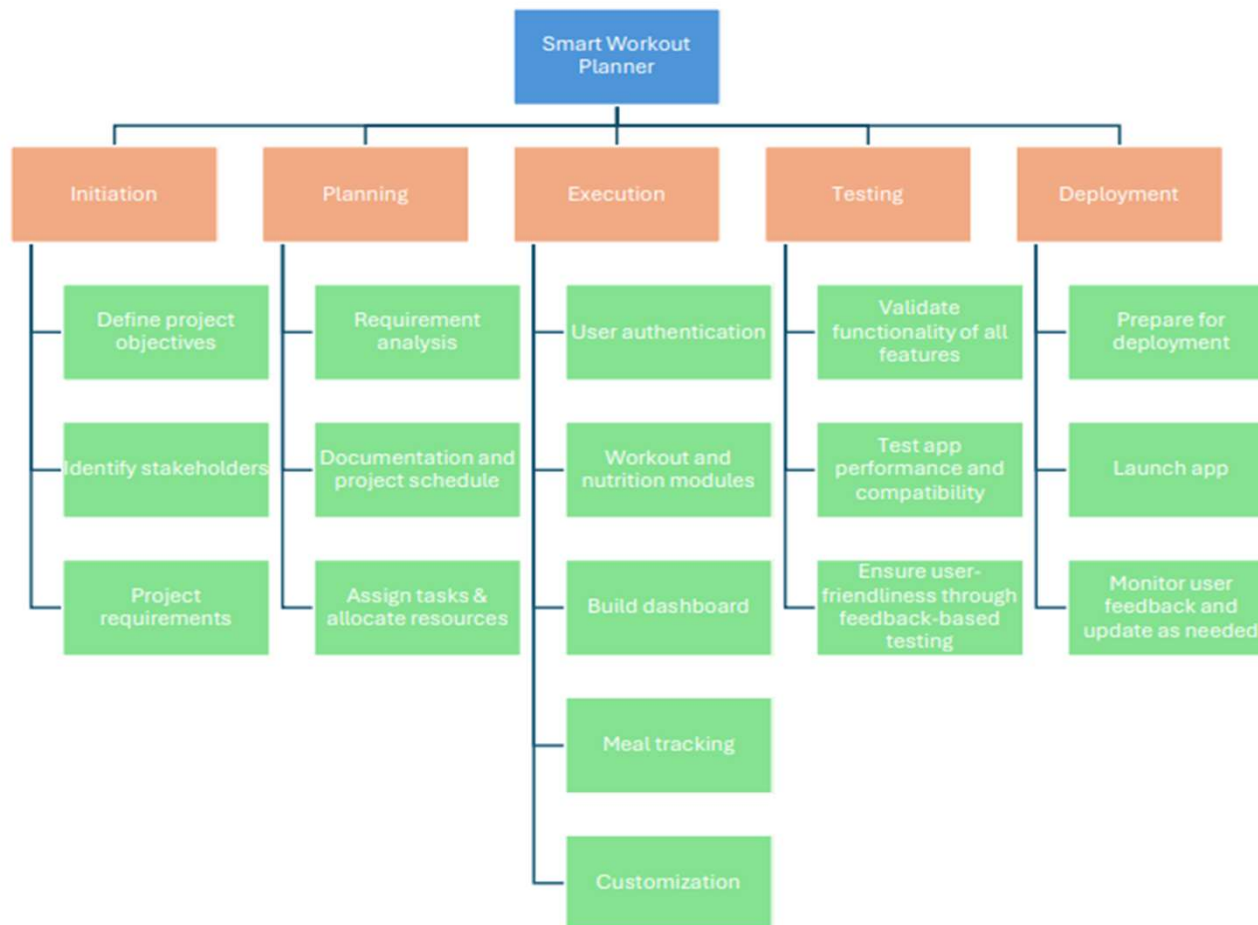 Smart Workout
Planner
Initiation
Planning
Execution
Testing
Deployment
Define project
objectives
Identify stakeholders
Project
requirements
Requirement
analysis
Documentation and
project schedule
Assign tasks &
allocate resources
User authentication
Workout and
nutrition modules
Build dashboard
Meal tracking
Customization
Validate
functionality of all
features
Test app
performance and
compatibility
Ensure user-
friendliness through
feedback-based
testing
Prepare for
deployment
Launch app
Monitor user
feedback and
update as needed